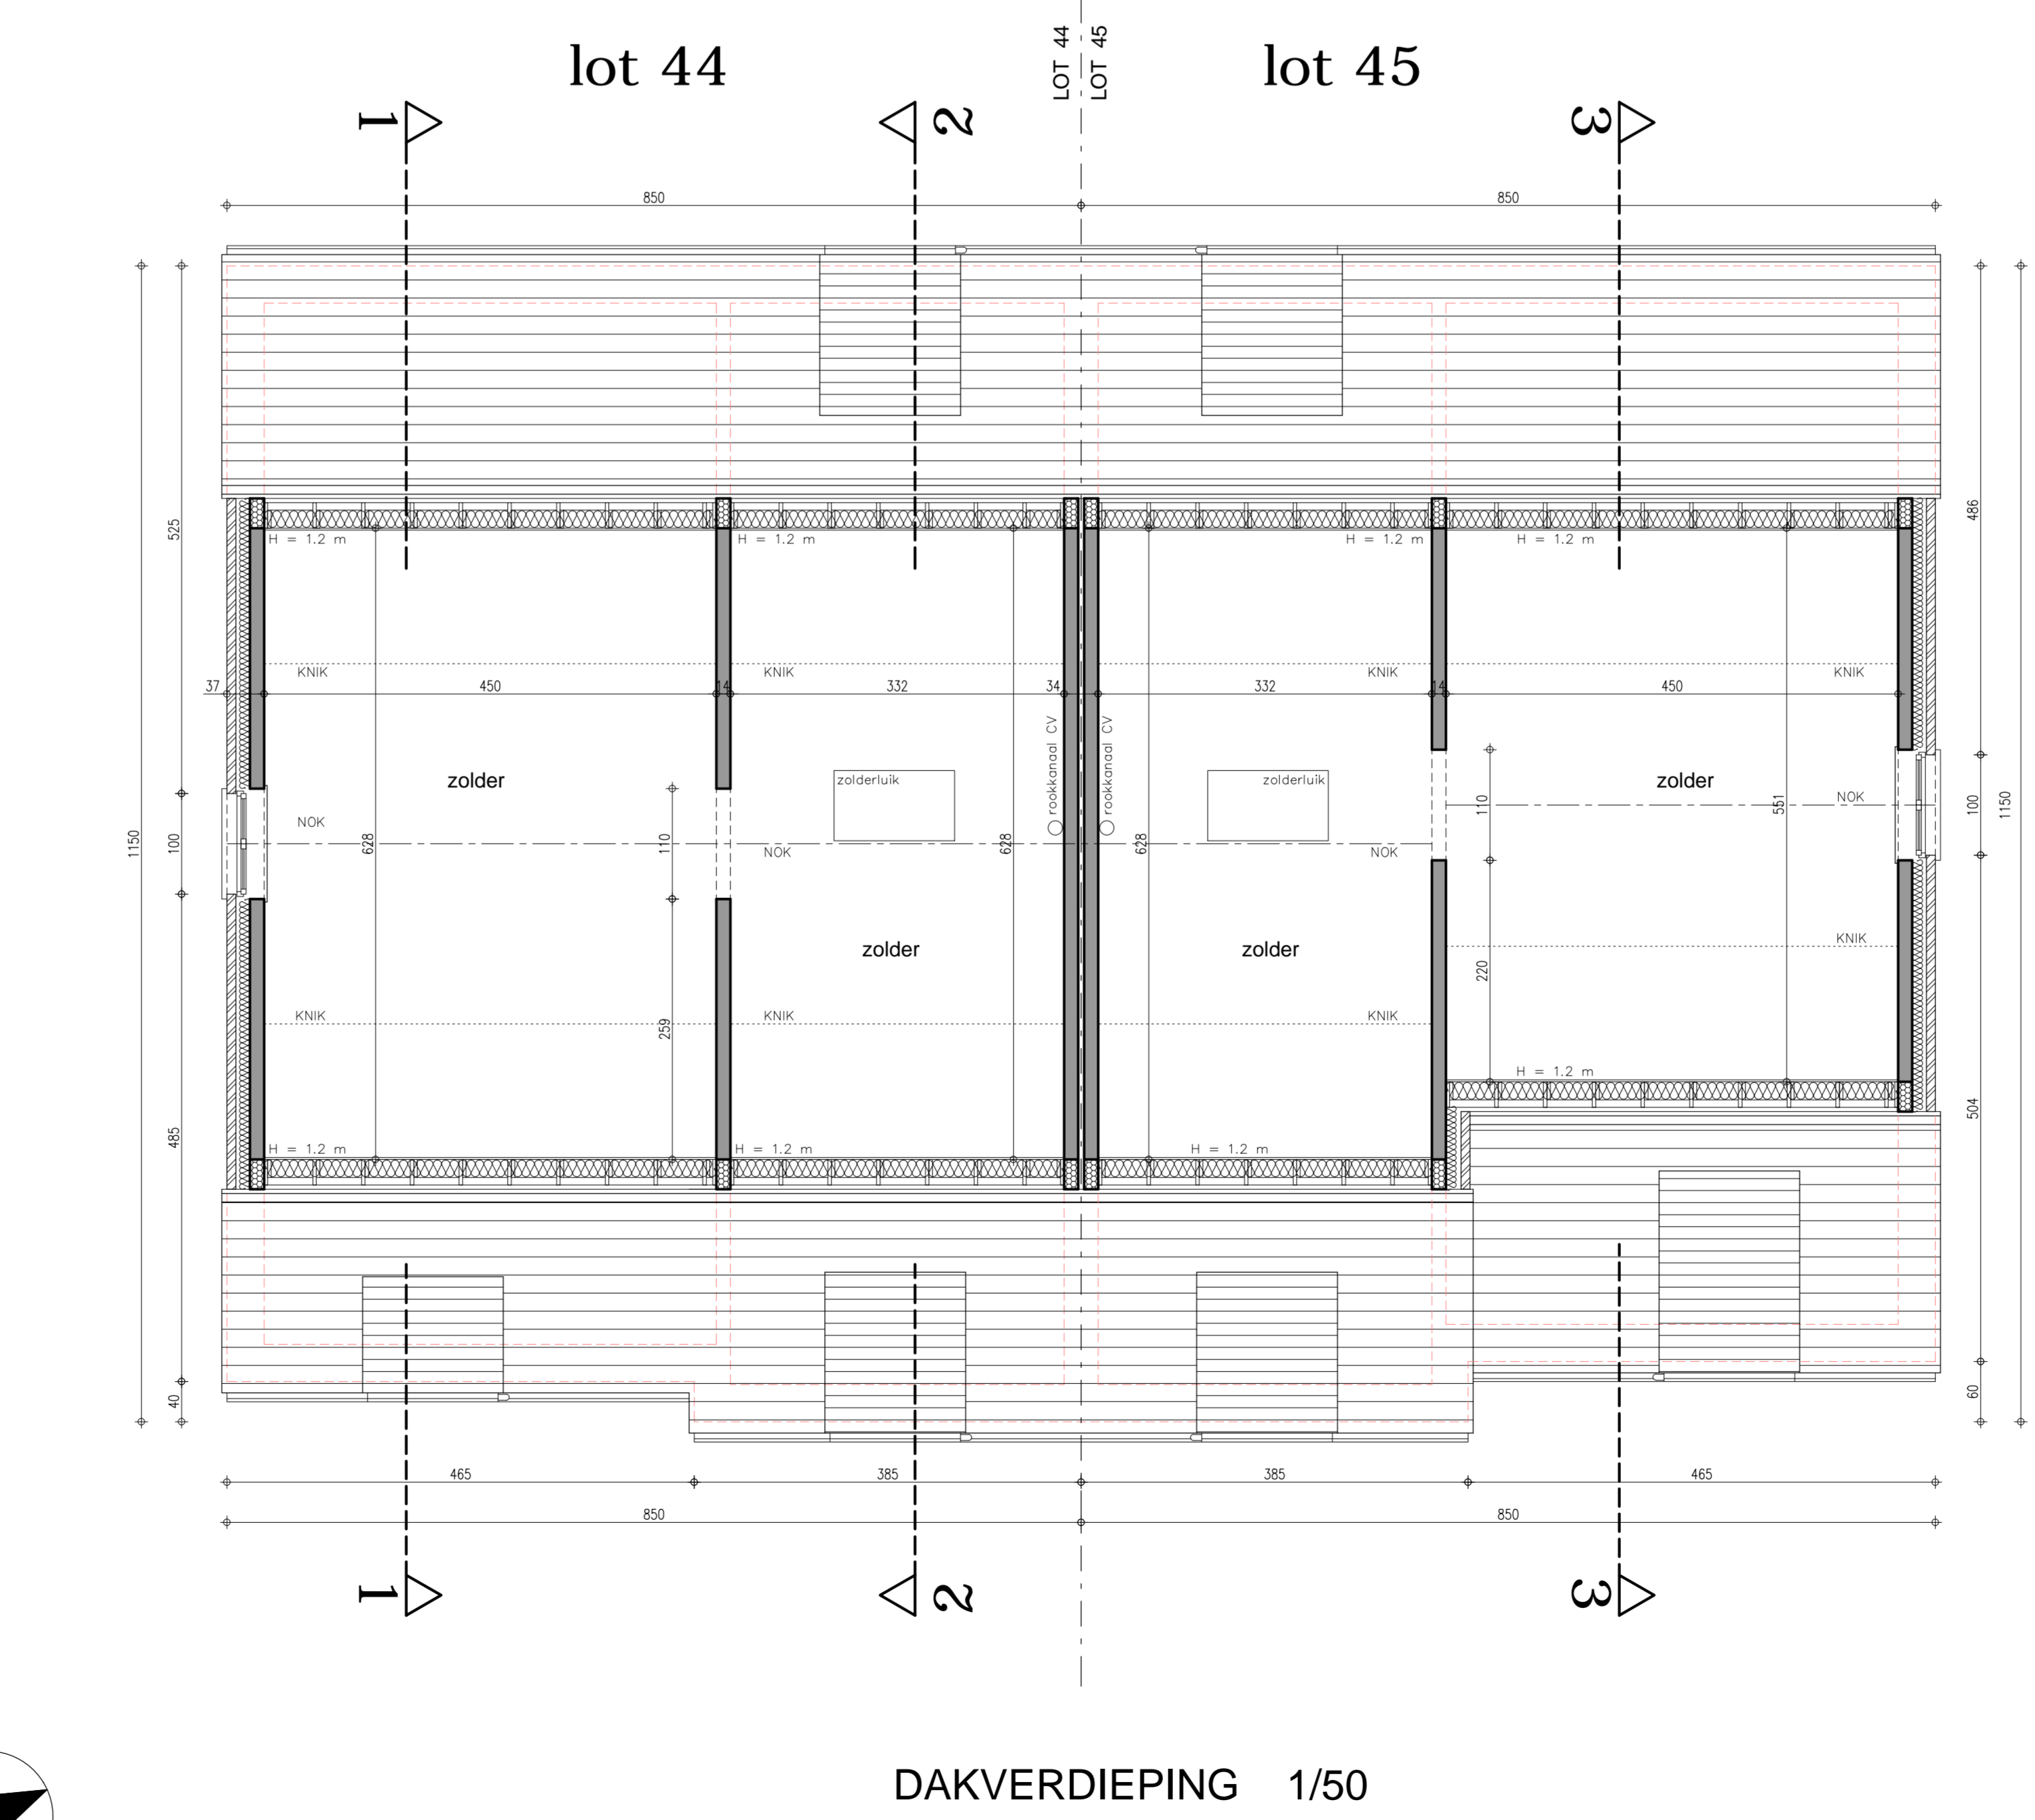 lot 44
LOT 44
LOT 45
lot 45
1
2
3
850
850
H = 1.2 m
H = 1.2 m
H = 1.2 m
H = 1.2 m
525
486
KNIK
KNIK
KNIK
KNIK
37
450
14
332
34
332
14
450
rookkanaal CV
rookkanaal CV
zolder
zolderluik
zolderluik
zolder
NOK
NOK
NOK
NOK
1150
100
628
110
628
628
110
551
100
1150
zolder
zolder
KNIK
220
KNIK
KNIK
KNIK
259
H = 1.2 m
504
485
H = 1.2 m
H = 1.2 m
H = 1.2 m
40
60
465
385
385
465
850
850
1
2
3
DAKVERDIEPING 1/50